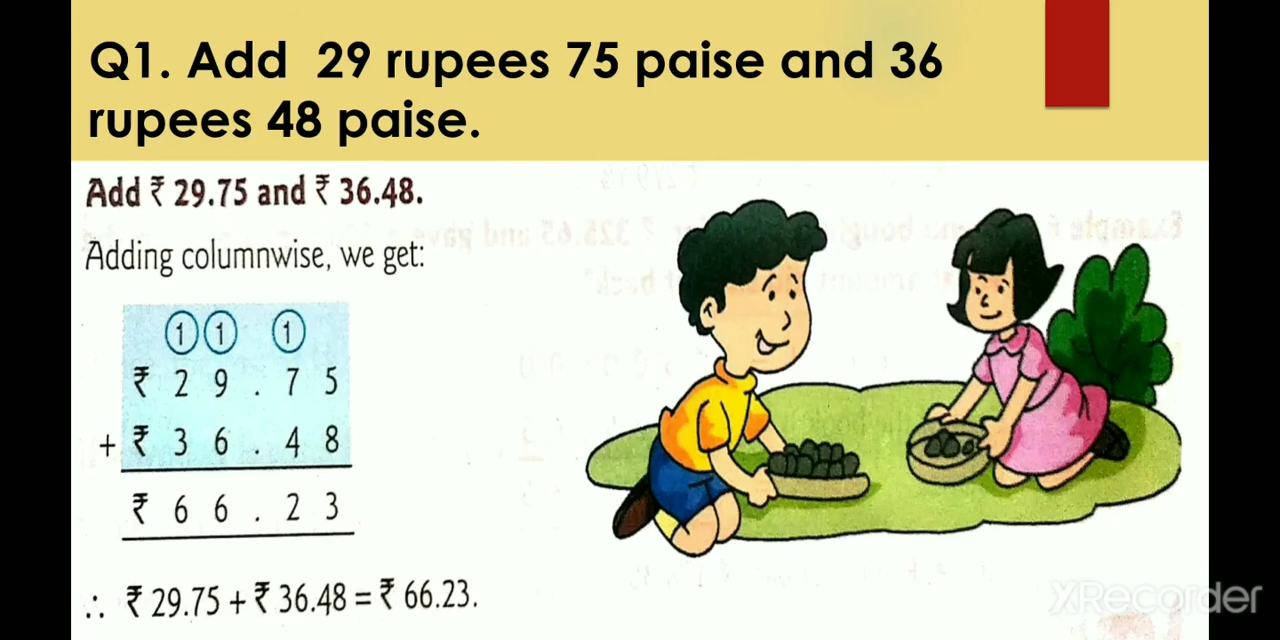 Q1. Add 29 rupees 75 paise and 36
rupees 48 paise.
Add ₹ 29.75 and ₹ 36.48.
Adding columnwise, we get:
1 1 1
₹ 2 9 . 7 5
+ ₹ 3 6 . 4 8
₹ 6 6 . 2 3
∴ ₹ 29.75 + ₹ 36.48 = ₹ 66.23.
XRecorder